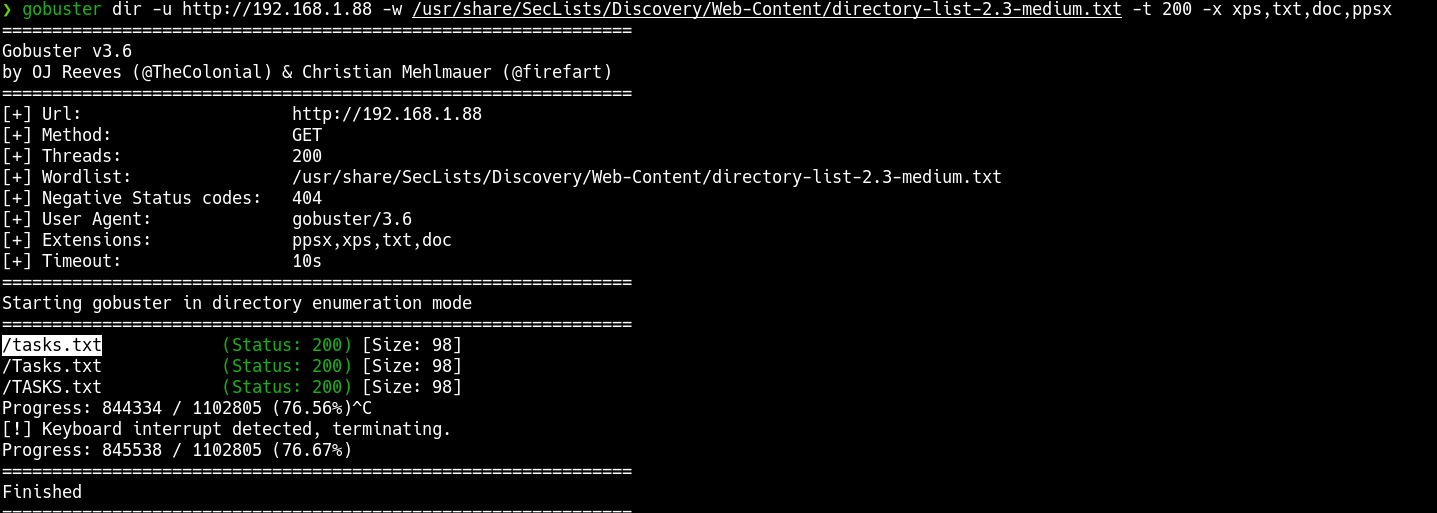 ❯ gobuster dir -u http://192.168.1.88 -w /usr/share/SecLists/Discovery/Web-Content/directory-list-2.3-medium.txt -t 200 -x xps,txt,doc,ppsx
===============================================================
Gobuster v3.6
by OJ Reeves (@TheColonial) & Christian Mehlmauer (@firefart)
===============================================================
[+] Url:                     http://192.168.1.88
[+] Method:                  GET
[+] Threads:                 200
[+] Wordlist:                /usr/share/SecLists/Discovery/Web-Content/directory-list-2.3-medium.txt
[+] Negative Status codes:   404
[+] User Agent:              gobuster/3.6
[+] Extensions:              ppsx,xps,txt,doc
[+] Timeout:                 10s
===============================================================
Starting gobuster in directory enumeration mode
===============================================================
/tasks.txt            (Status: 200) [Size: 98]
/Tasks.txt            (Status: 200) [Size: 98]
/TASKS.txt            (Status: 200) [Size: 98]
Progress: 844334 / 1102805 (76.56%)^C
[!] Keyboard interrupt detected, terminating.
Progress: 845538 / 1102805 (76.67%)
===============================================================
Finished
===============================================================